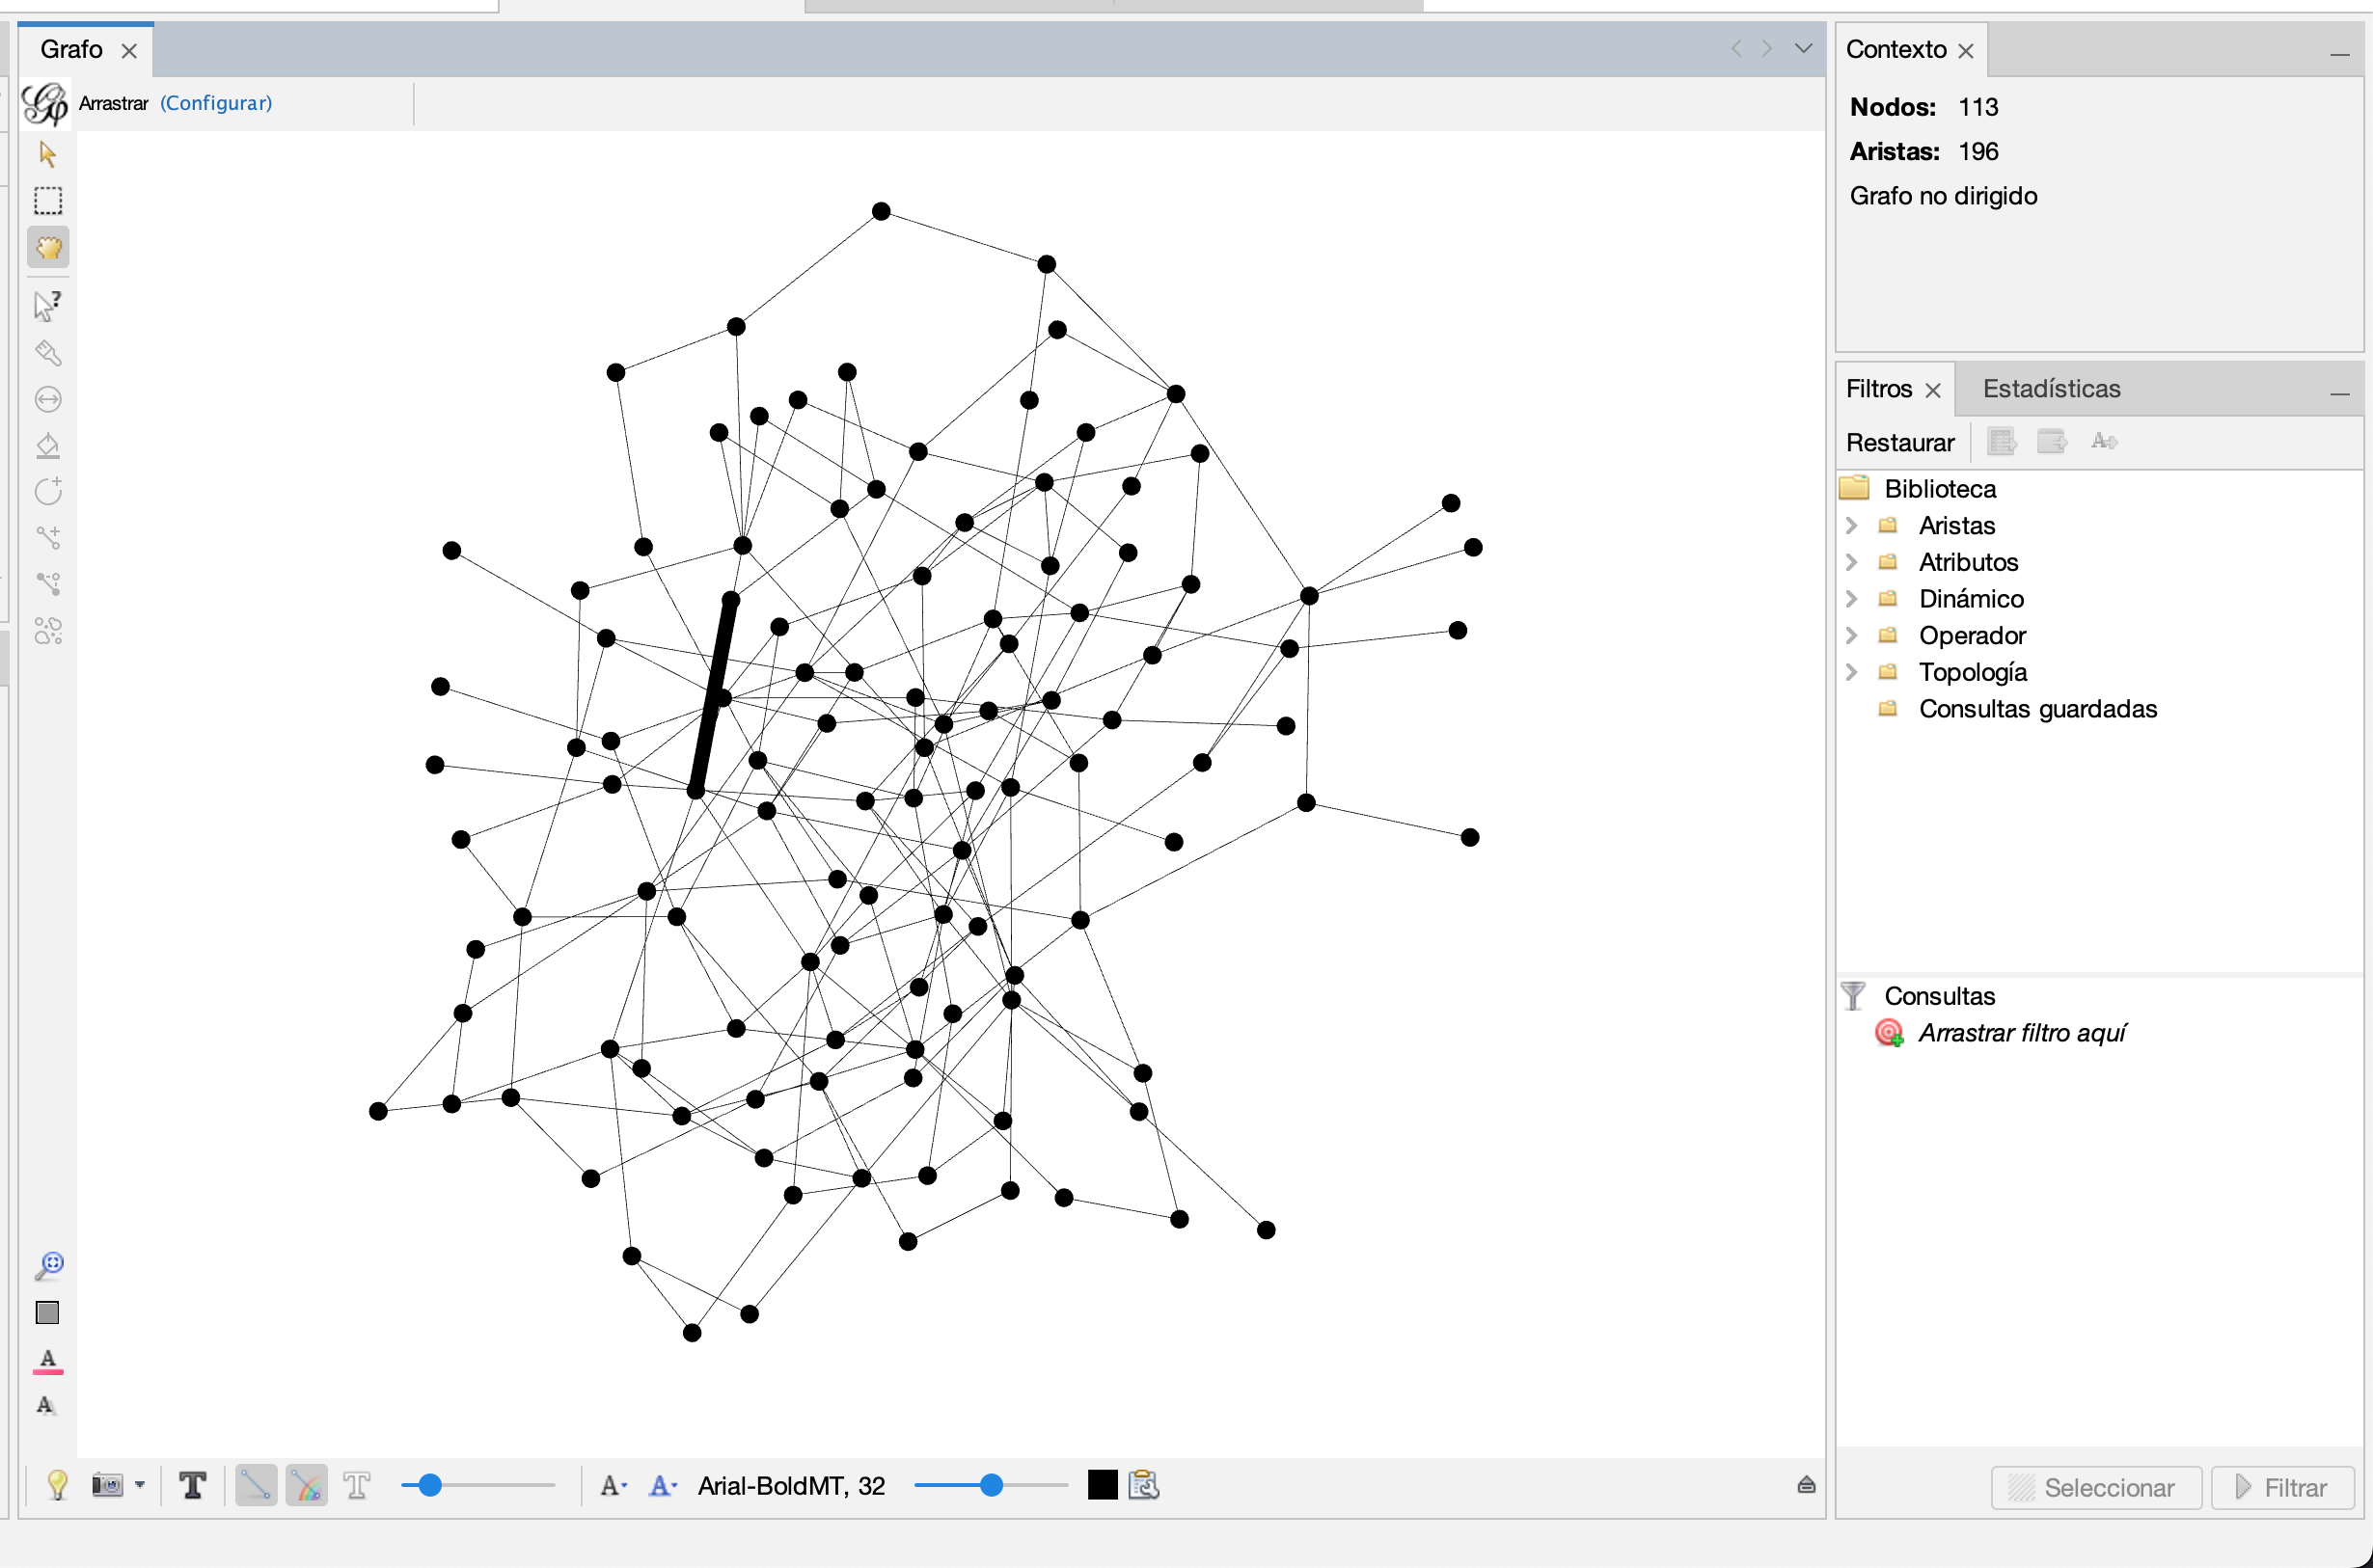 Grafo
Arrastrar (Configurar)
Arial-BoldMT, 32
Contexto
Nodos: 113
Aristas: 196
Grafo no dirigido
Filtros Estadísticas
Restaurar
Biblioteca
Aristas
Atributos
Dinámico
Operador
Topología
Consultas guardadas
Consultas
Arrastrar filtro aquí
Seleccionar Filtrar